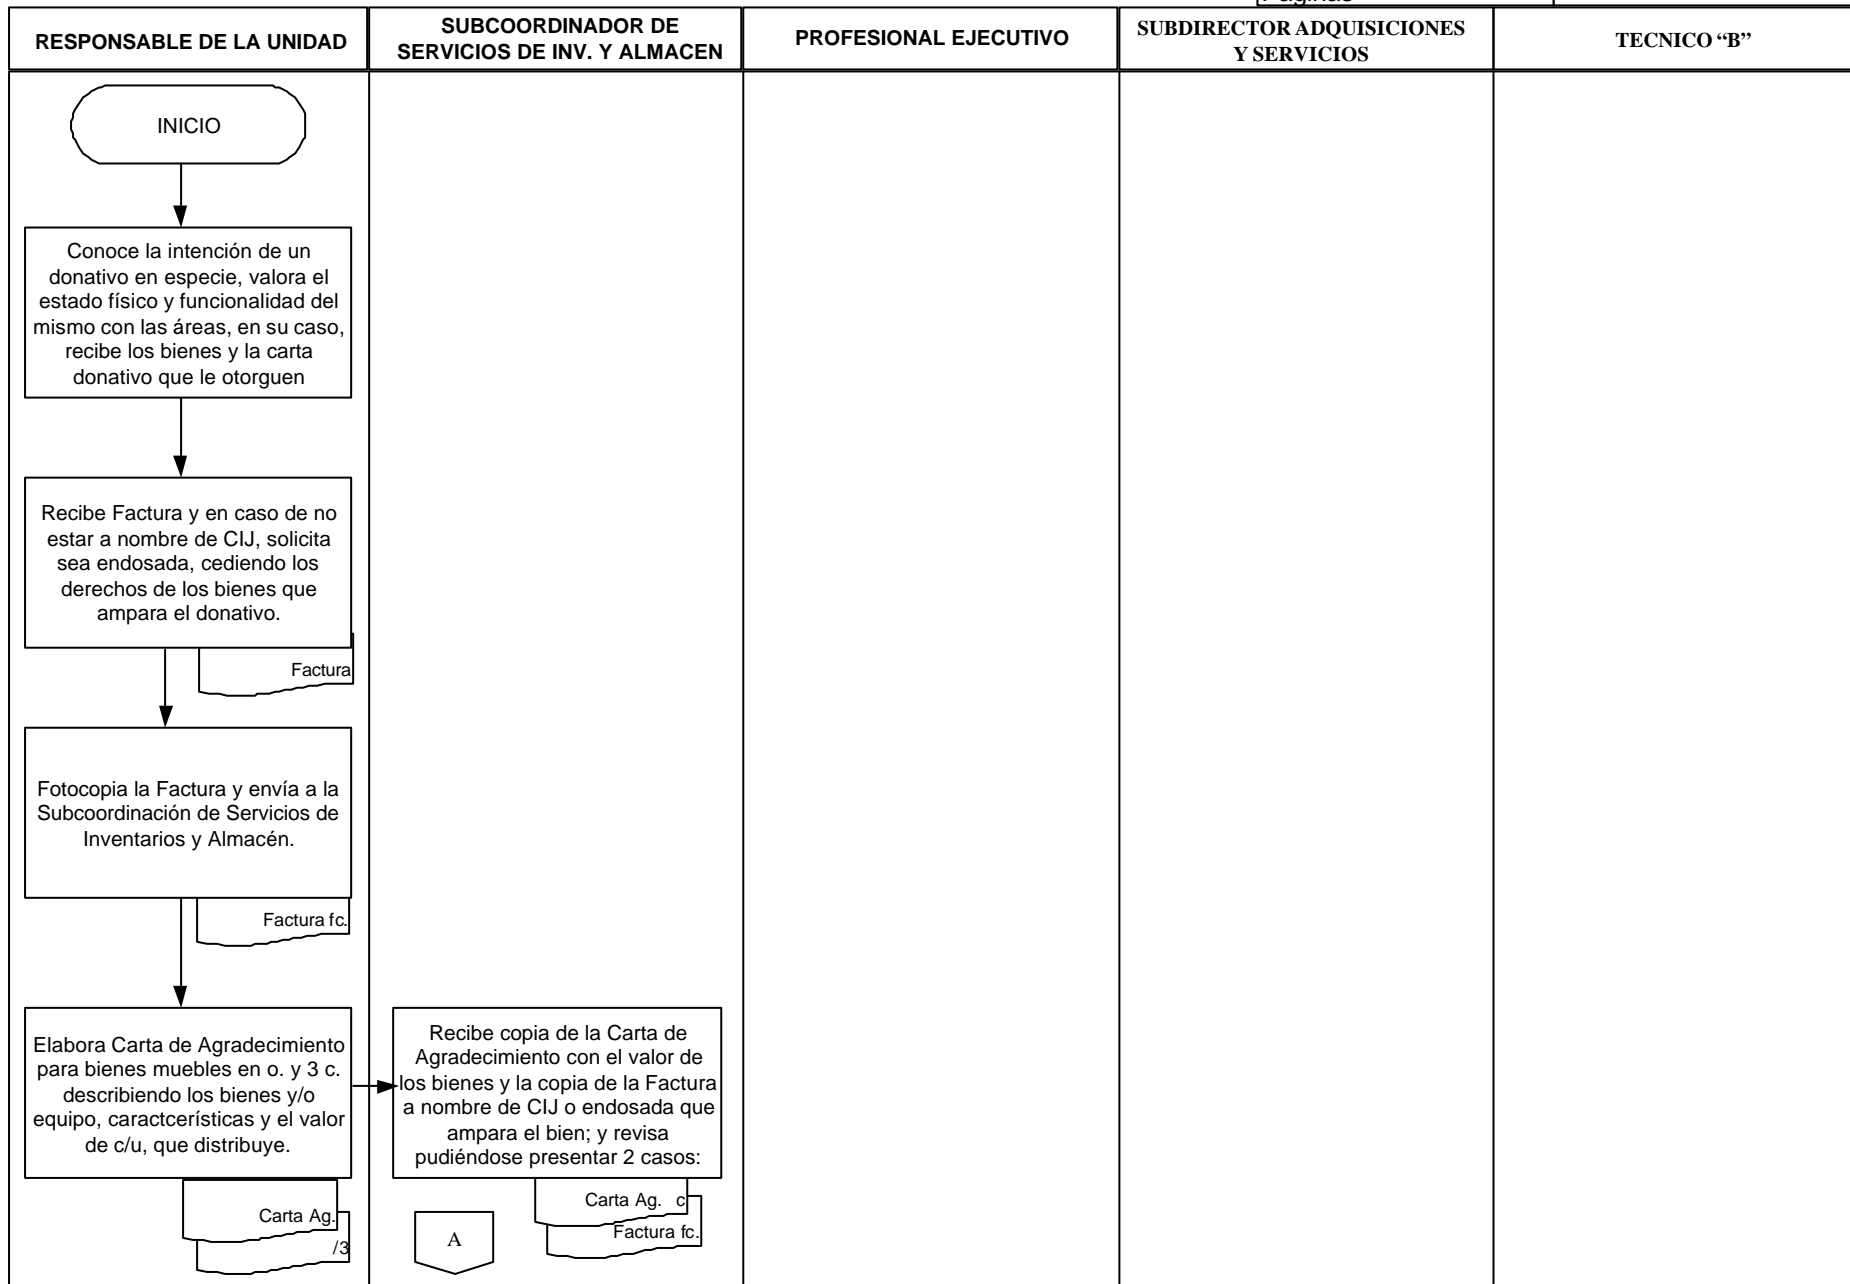 Páginas
RESPONSABLE DE LA UNIDAD
SUBCOORDINADOR DE
SERVICIOS DE INV. Y ALMACEN
PROFESIONAL EJECUTIVO
SUBDIRECTOR ADQUISICIONES
Y SERVICIOS
TECNICO “B”
INICIO
Conoce la intención de un
donativo en especie, valora el
estado físico y funcionalidad del
mismo con las áreas, en su caso,
recibe los bienes y la carta
donativo que le otorguen
Recibe Factura y en caso de no
estar a nombre de CIJ, solicita
sea endosada, cediendo los
derechos de los bienes que
ampara el donativo.
Factura
Fotocopia la Factura y envía a la
Subcoordinación de Servicios de
Inventarios y Almacén.
Factura fc.
Elabora Carta de Agradecimiento
para bienes muebles en o. y 3 c.
describiendo los bienes y/o
equipo, caractcerísticas y el valor
de c/u, que distribuye.
Carta Ag.
/3
Recibe copia de la Carta de
Agradecimiento con el valor de
los bienes y la copia de la Factura
a nombre de CIJ o endosada que
ampara el bien; y revisa
pudiéndose presentar 2 casos:
Carta Ag. c
Factura fc.
A